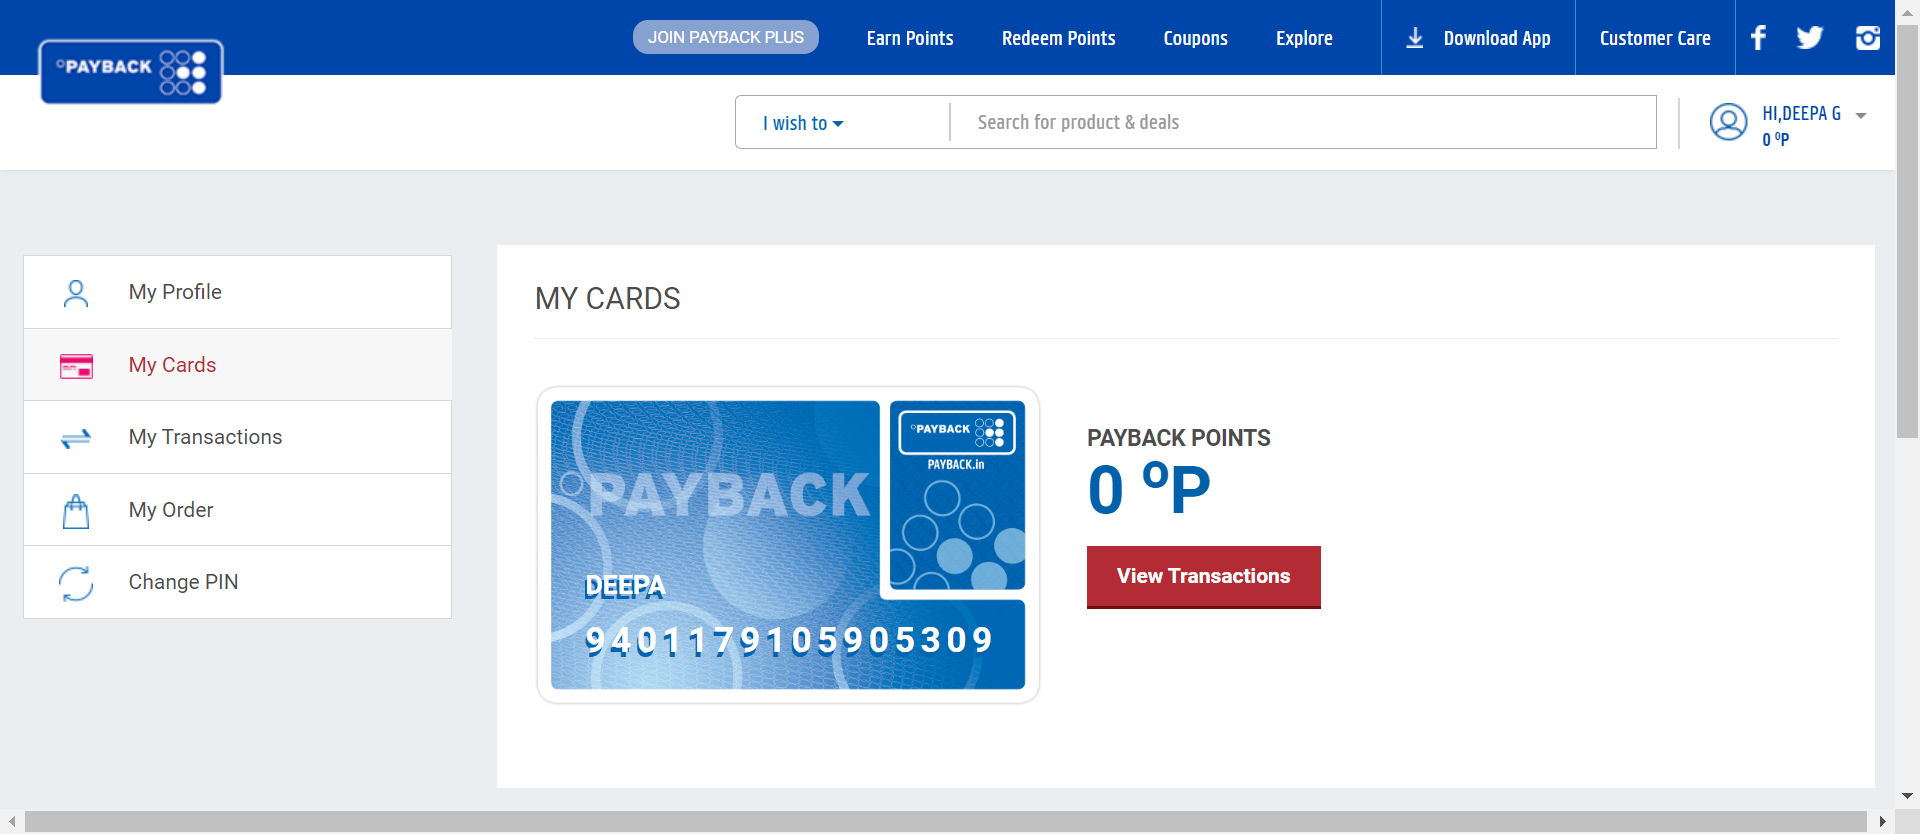 JOIN PAYBACK PLUS
Earn Points
Redeem Points
Coupons
Explore
Download App
Customer Care
°PAYBACK
I wish to
Search for product & deals
HI,DEEPA G
0 °P
My Profile
My Cards
My Transactions
My Order
Change PIN
MY CARDS
°PAYBACK
°PAYBACK
PAYBACK.in
DEEPA
9401179105905309
PAYBACK POINTS
0 °P
View Transactions